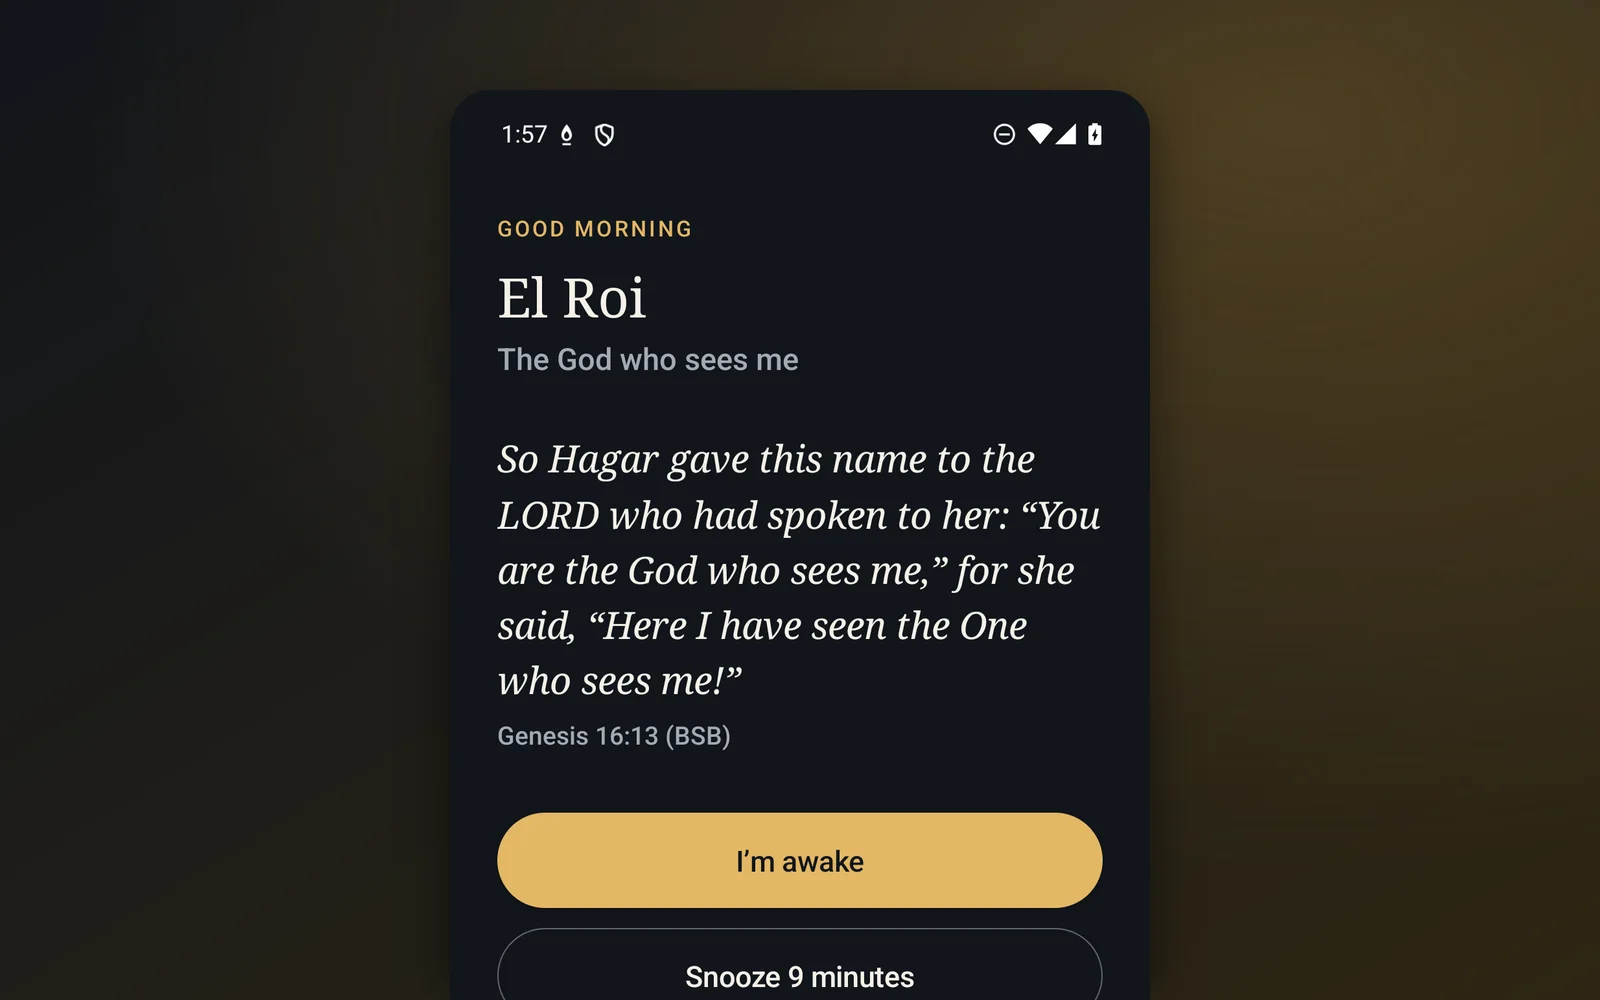 1:57
GOOD MORNING
El Roi
The God who sees me
So Hagar gave this name to the
LORD who had spoken to her: “You
are the God who sees me,” for she
said, “Here I have seen the One
who sees me!”
Genesis 16:13 (BSB)
I’m awake
Snooze 9 minutes